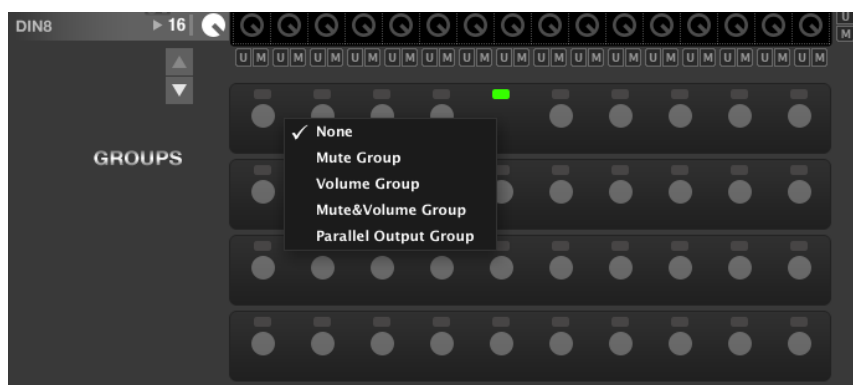 DIN8 ▸ 16 U
M
U M U M U M U M U M U M U M U M U M U M U M U M U M U M U M U M
✓ None
Mute Group
GROUPS
Volume Group
Mute&Volume Group
Parallel Output Group